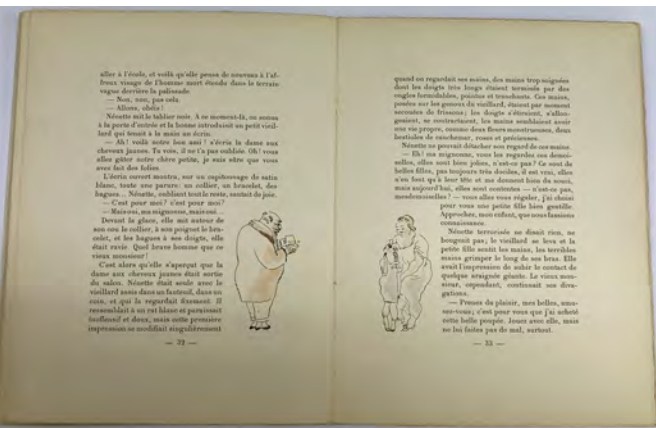 aller à l'école, et voilà qu'elle pense de nouveau à l'af-
freux visage de l'homme mort étendu dans le terrain
vague derrière la palissade.
— Non, non, pas cela.
— Allons, obéis !
Nénette mit le tablier noir. A ce moment-là, on sonna
à la porte d'entrée et la bonne introduisit un petit vieil-
lard qui tenait à la main un écrin.
— Ah ! voilà notre bon ami ! s'écria la dame aux
cheveux jaunes. Tu vois, il ne t'a pas oubliée. Oh ! vous
allez gâter notre chère petite, je suis sûre que vous
avez fait des folies.
L'écrin ouvert montra, sur un capitonnage de satin
blanc, toute une parure: un collier, un bracelet, des
bagues... Nénette, oubliant tout le reste, sautait de joie.
— C'est pour moi ? c'est pour moi ?
— Mais oui, ma mignonne, mais oui...
Devant la glace, elle mit autour de
son cou le collier, à son poignet le bra-
celet, et les bagues à ses doigts, elle
était ravie. Quel brave homme que ce
vieux monsieur !
C'est alors qu'elle s'aperçut que la
dame aux cheveux jaunes était sortie
du salon. Nénette était seule avec le
vieillard assis dans un fauteuil, dans un
coin, et qui la regardait fixement. Il
ressemblait à un rat blanc et paraissait
inoffensif et doux, mais cette première
impression se modifiait singulièrement
— 32 —
quand on regardait ses mains, des mains trop soignées
dont les doigts très longs étaient terminés par des
ongles formidables, pointus et tranchants. Ces mains,
posées sur les genoux du vieillard, étaient par moment
secouées de frissons; les doigts s'étiraient, s'allon-
geaient, se contractaient, les mains semblaient avoir
une vie propre, comme deux fleurs monstrueuses, deux
bestioles de cauchemar, roses et précieuses.
Nénette ne pouvait détacher son regard de ces mains.
— Eh ! ma mignonne, vous les regardez ces demoi-
selles, elles sont bien jolies, n'est-ce pas ? Ce sont de
belles filles, pas toujours très dociles, il est vrai, elles
n'en font qu'à leur tête et me donnent bien du souci,
mais aujourd'hui, elles sont contentes — n'est-ce pas,
mesdemoiselles ? — vous allez vous régaler, j'ai choisi
pour vous une petite fille bien gentille.
Approchez, mon enfant, que nous fassions
connaissance.
Nénette terrorisée ne disait rien, ne
bougeait pas; le vieillard se leva et la
petite fille sentit les mains, les terribles
mains grimper le long de ses bras. Elle
avait l'impression de subir le contact de
quelque araignée géante. Le vieux mon-
sieur, cependant, continuait ses diva-
gations.
— Prenez du plaisir, mes belles, amu-
sez-vous; c'est pour vous que j'ai acheté
cette belle poupée. Jouez avec elle, mais
ne lui faites pas de mal, surtout.
— 33 —